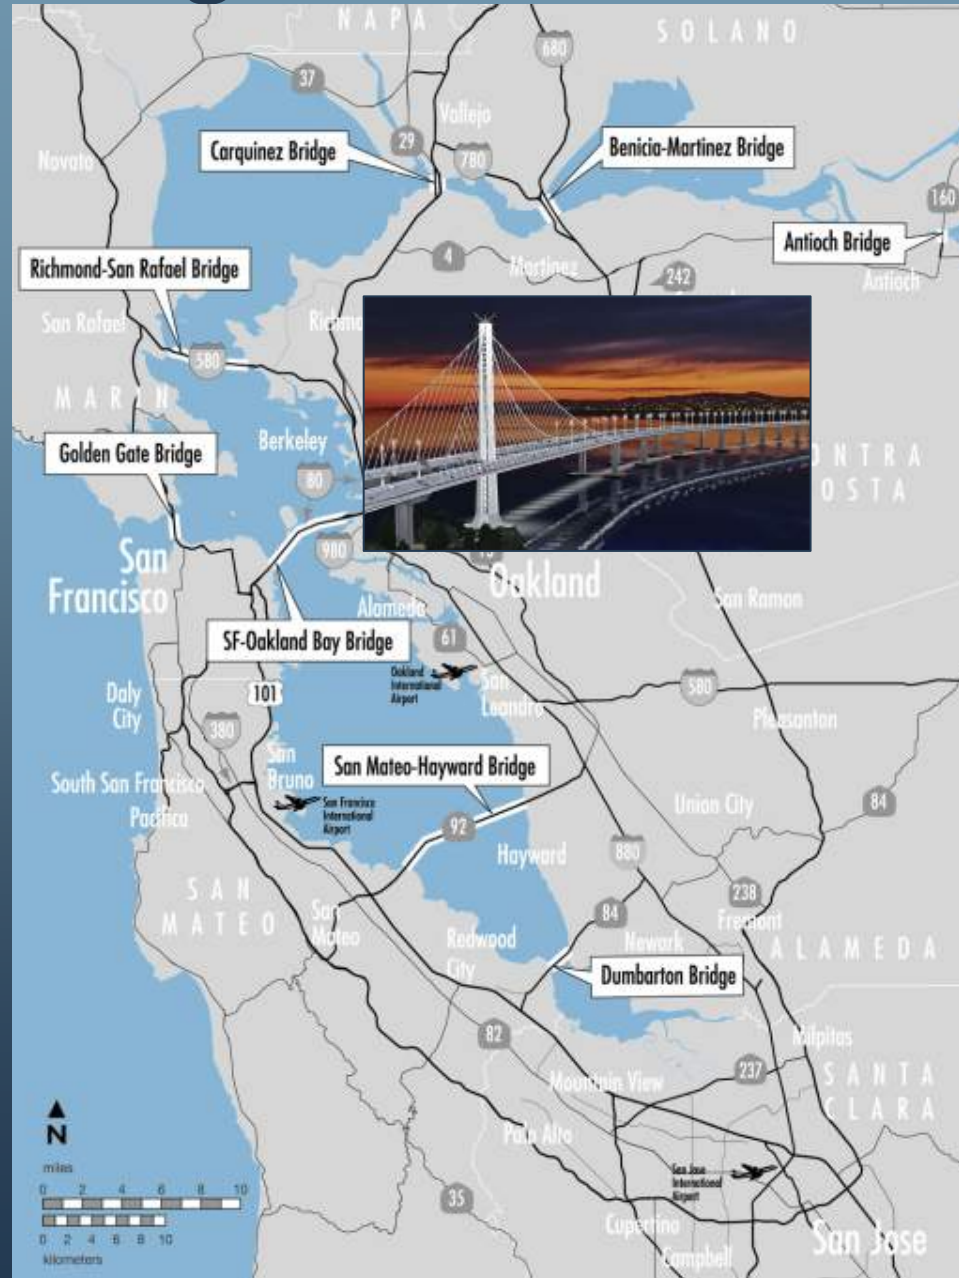 NAPA
SOLANO
680
37
Vallejo
29
Carquinez Bridge
780
Benicia-Martinez Bridge
Novato
160
Antioch Bridge
4
Martinez
Richmond-San Rafael Bridge
242
Antioch
San Rafael
580
MARIN
Berkeley
Golden Gate Bridge
80
980
San
Francisco
Oakland
Alameda
San Ramon
SF-Oakland Bay Bridge
61
Oakland
International
Airport
San
Leandro
101
580
Daly
City
Pleasanton
380
San
Bruno
San Mateo-Hayward Bridge
South San Francisco
Pacifica
San Francisco
International
Airport
Union City
84
92
Hayward
880
SAN
MATEO
238
San
Mateo
84
Fremont
Redwood
City
Newark
ALAMEDA
Dumbarton Bridge
82
Milpitas
237
SANTA
CLARA
Mountain View
N
Palo Alto
miles
0 2 4 6 8 10
San Jose
International
Airport
35
0 2 4 6 8 10
kilometers
Cupertino
Campbell
San Jose